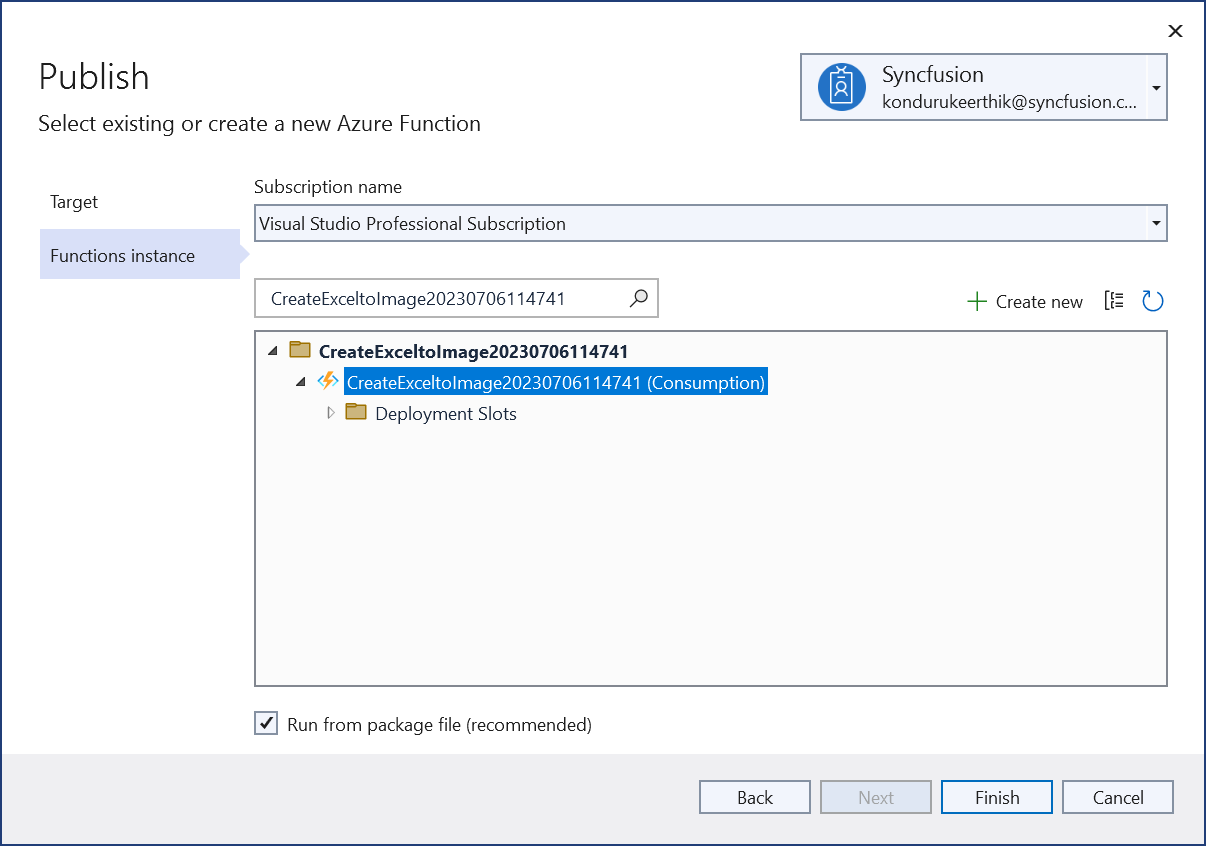 Publish
Select existing or create a new Azure Function
Syncfusion
kondurukeerthik@syncfusion.c...
Target
Functions instance
Subscription name
Visual Studio Professional Subscription
CreateExceltoImage20230706114741
Create new
CreateExceltoImage20230706114741
CreateExceltoImage20230706114741 (Consumption)
Deployment Slots
Run from package file (recommended)
Back
Next
Finish
Cancel